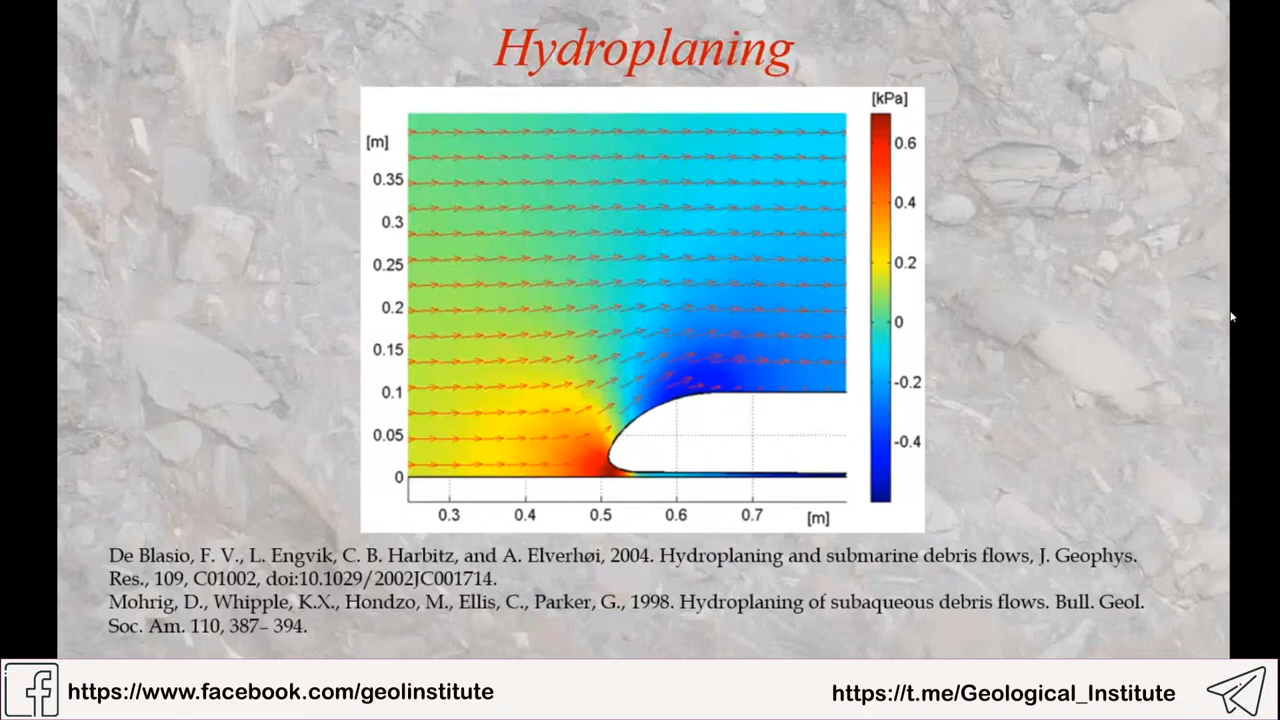 Hydroplaning
[kPa]
[m]
0.35
0.3
0.25
0.2
0.15
0.1
0.05
0
0.3 0.4 0.5 0.6 0.7 [m]
0.6
0.4
0.2
0
-0.2
-0.4
De Blasio, F. V., L. Engvik, C. B. Harbitz, and A. Elverhøi, 2004. Hydroplaning and submarine debris flows, J. Geophys.
Res., 109, C01002, doi:10.1029/2002JC001714.
Mohrig, D., Whipple, K.X., Hondzo, M., Ellis, C., Parker, G., 1998. Hydroplaning of subaqueous debris flows. Bull. Geol.
Soc. Am. 110, 387– 394.
https://www.facebook.com/geolinstitute
https://t.me/Geological_Institute